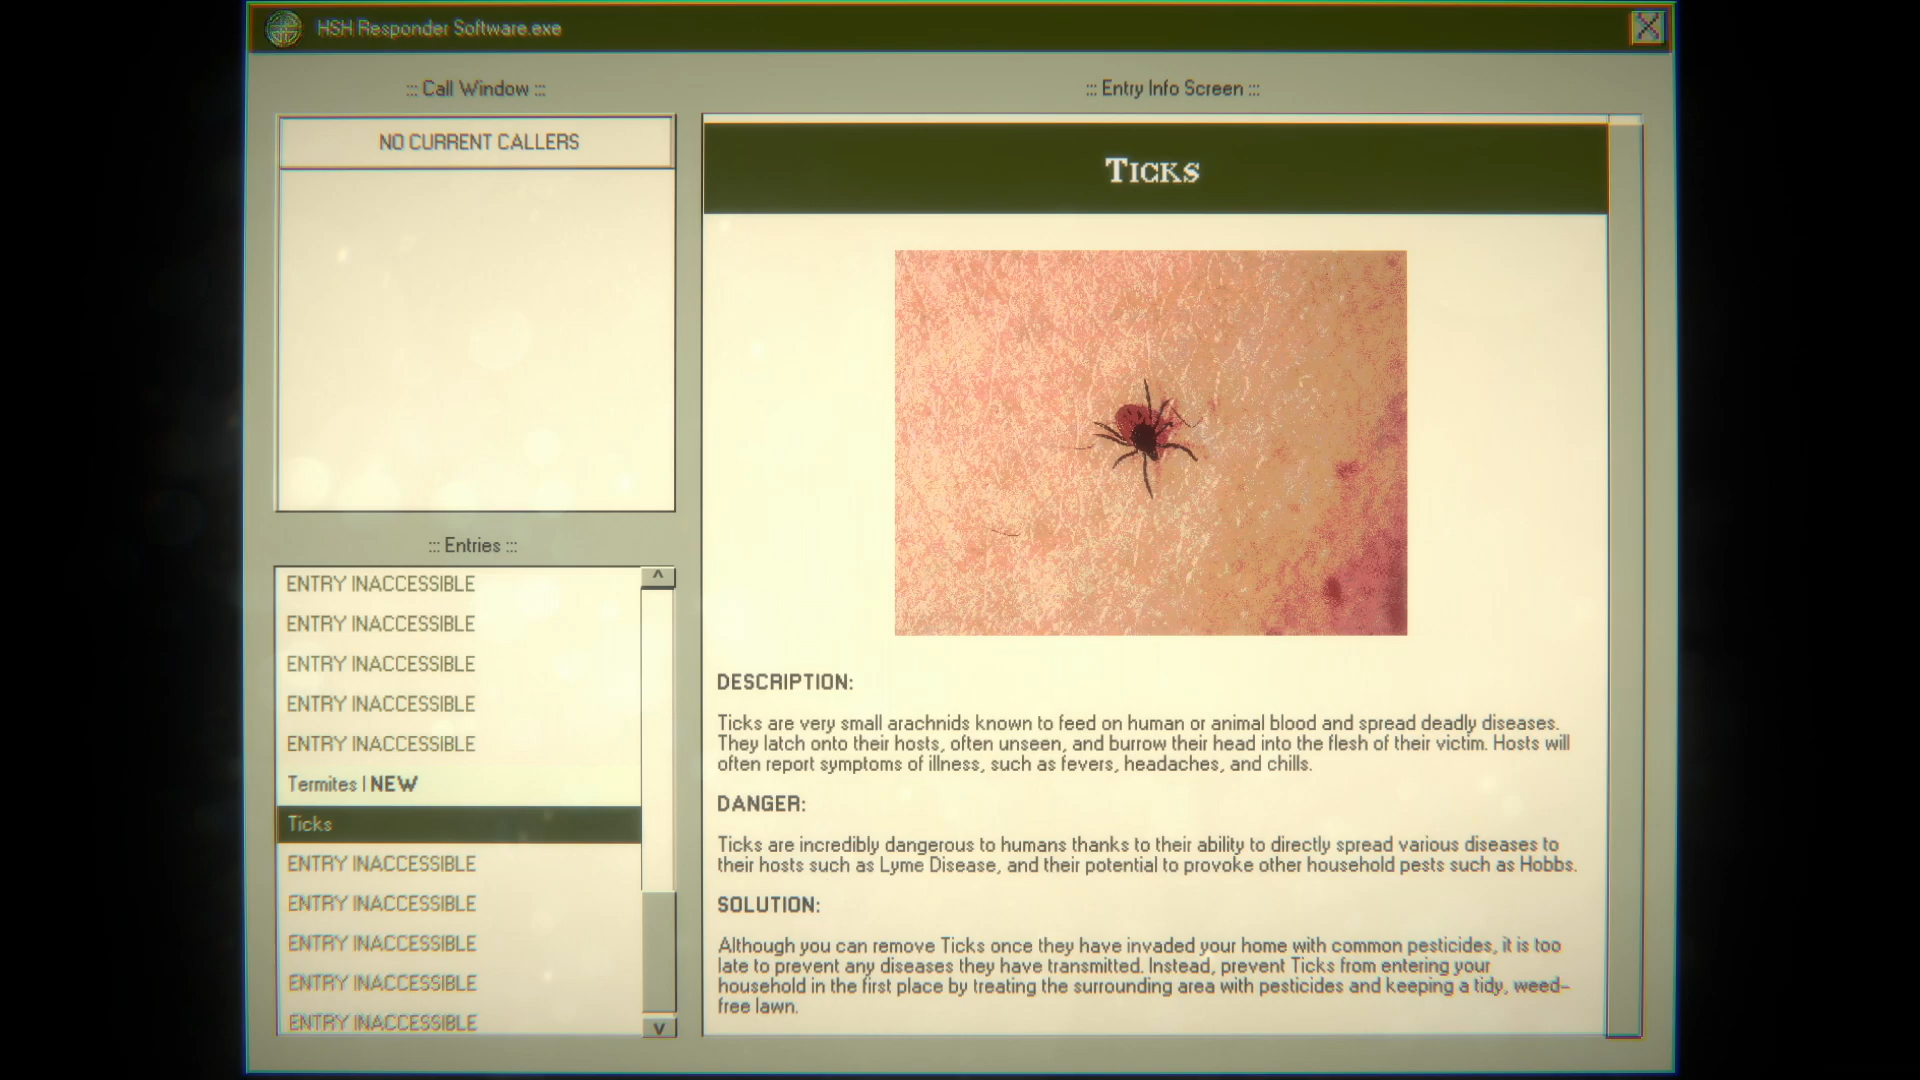 HSH Responder Software.exe
::: Call Window :::
NO CURRENT CALLERS
::: Entries :::
ENTRY INACCESSIBLE
ENTRY INACCESSIBLE
ENTRY INACCESSIBLE
ENTRY INACCESSIBLE
ENTRY INACCESSIBLE
Termites | NEW
Ticks
ENTRY INACCESSIBLE
ENTRY INACCESSIBLE
ENTRY INACCESSIBLE
ENTRY INACCESSIBLE
ENTRY INACCESSIBLE
::: Entry Info Screen :::
Ticks
DESCRIPTION:
Ticks are very small arachnids known to feed on human or animal blood and spread deadly diseases.
They latch onto their hosts, often unseen, and burrow their head into the flesh of their victim. Hosts will
often report symptoms of illness, such as fevers, headaches, and chills.
DANGER:
Ticks are incredibly dangerous to humans thanks to their ability to directly spread various diseases to
their hosts such as Lyme Disease, and their potential to provoke other household pests such as Hobbs.
SOLUTION:
Although you can remove Ticks once they have invaded your home with common pesticides, it is too
late to prevent any diseases they have transmitted. Instead, prevent Ticks from entering your
household in the first place by treating the surrounding area with pesticides and keeping a tidy, weed-
free lawn.